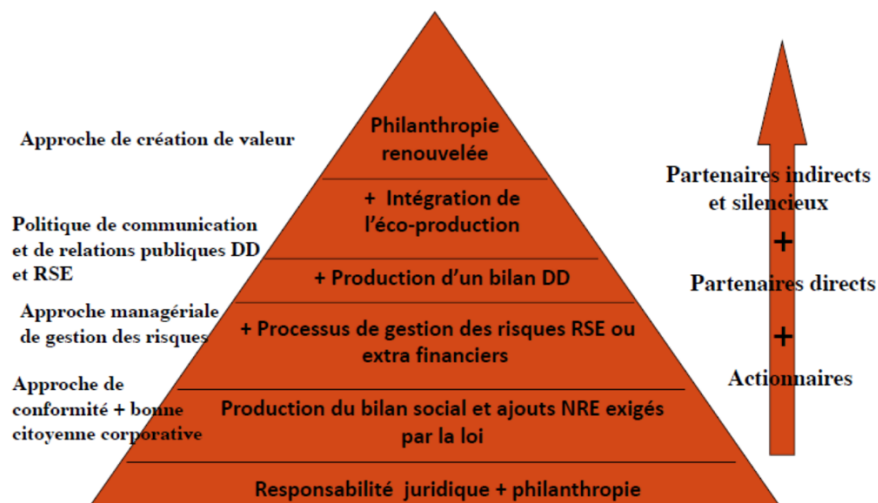 Approche de création de valeur
Politique de communication
et de relations publiques DD
et RSE
Approche managériale
de gestion des risques
Approche de
conformité + bonne
citoyenne corporative
Philanthropie
renouvelée
+ Intégration de
l'éco-production
+ Production d'un bilan DD
+ Processus de gestion des risques RSE ou
extra financiers
Production du bilan social et ajouts NRE exigés
par la loi
Responsabilité juridique + philanthropie
Partenaires indirects
et silencieux
+
Partenaires directs
+
Actionnaires